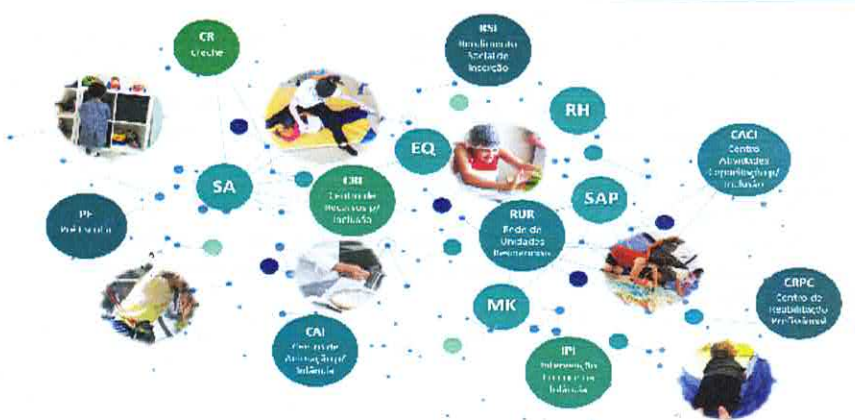 CR
Creche
RSI
Rendimento
Social de
Inserção
RH
EQ
CACI
Centro
Atividades
Capacitação p/
Inclusão
SA
CRI
Centro de
Recursos p/
Inclusão
SAP
PE
Pré Escolar
RUR
Rede de
Unidades
Residenciais
MK
CRPC
Centro de
Reabilitação
Profissional
CAI
Centro de
Animação p/
Infância
IPI
Intervenção
Infância